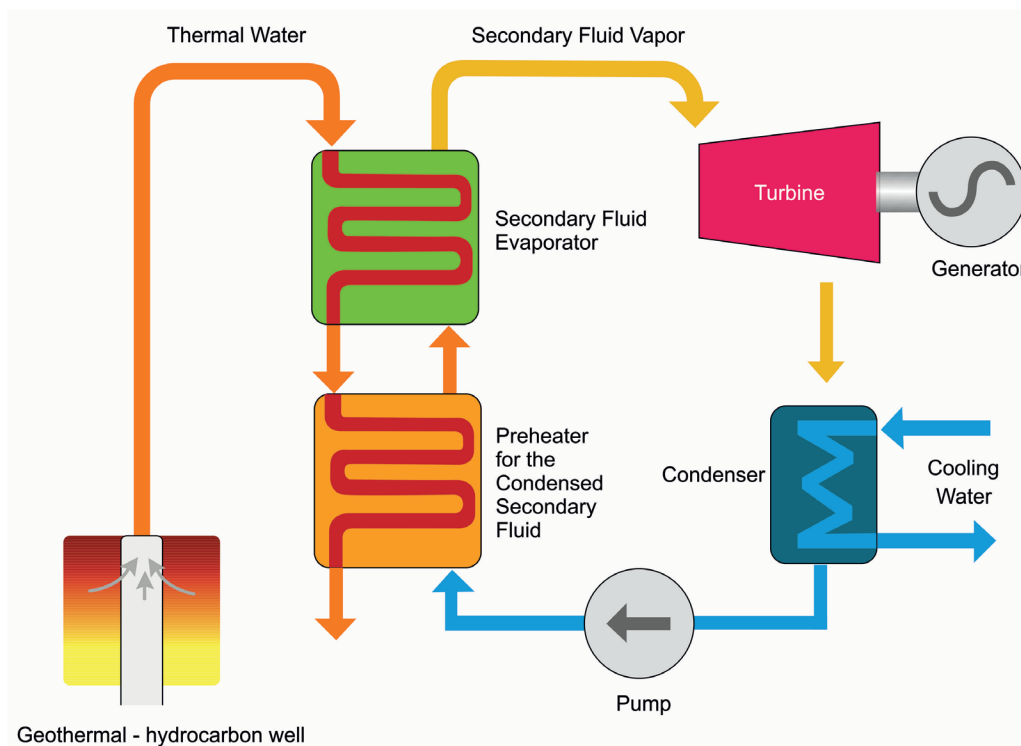 Thermal Water
Secondary Fluid Vapor
Turbine
Generator
Secondary Fluid
Evaporator
Preheater
for the
Condensed
Secondary
Fluid
Condenser
Cooling
Water
Pump
Geothermal - hydrocarbon well